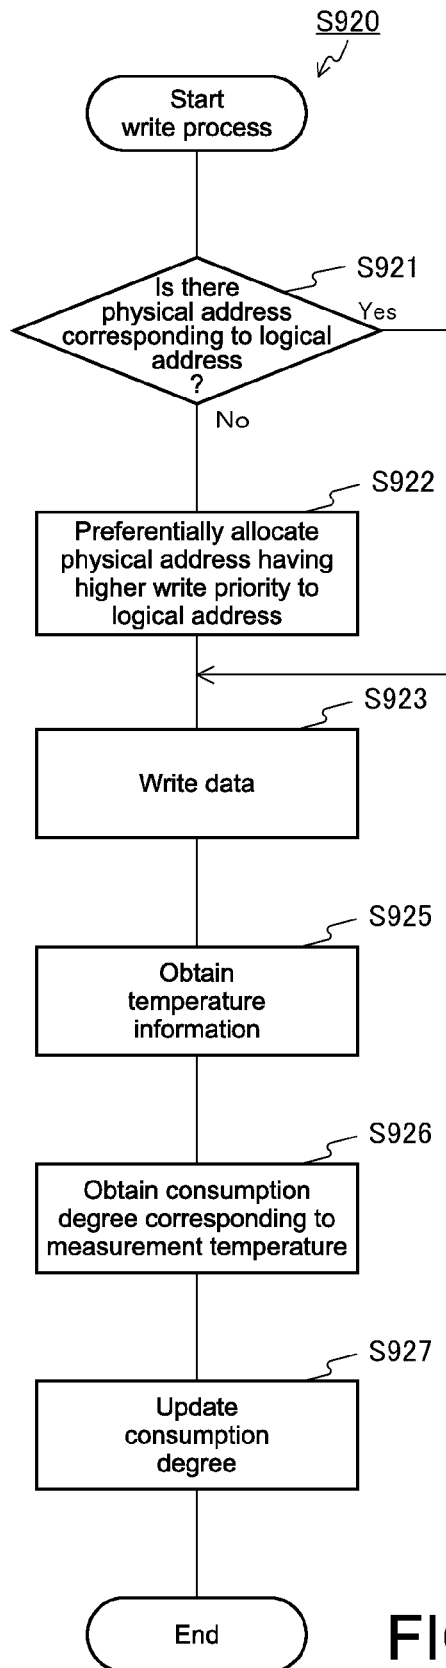 S920
Start
write process
S921
Is there
physical address
corresponding to logical
address
?
Yes
No
S922
Preferentially allocate
physical address having
higher write priority to
logical address
S923
Write data
S925
Obtain
temperature
information
S926
Obtain consumption
degree corresponding to
measurement temperature
S927
Update
consumption
degree
End